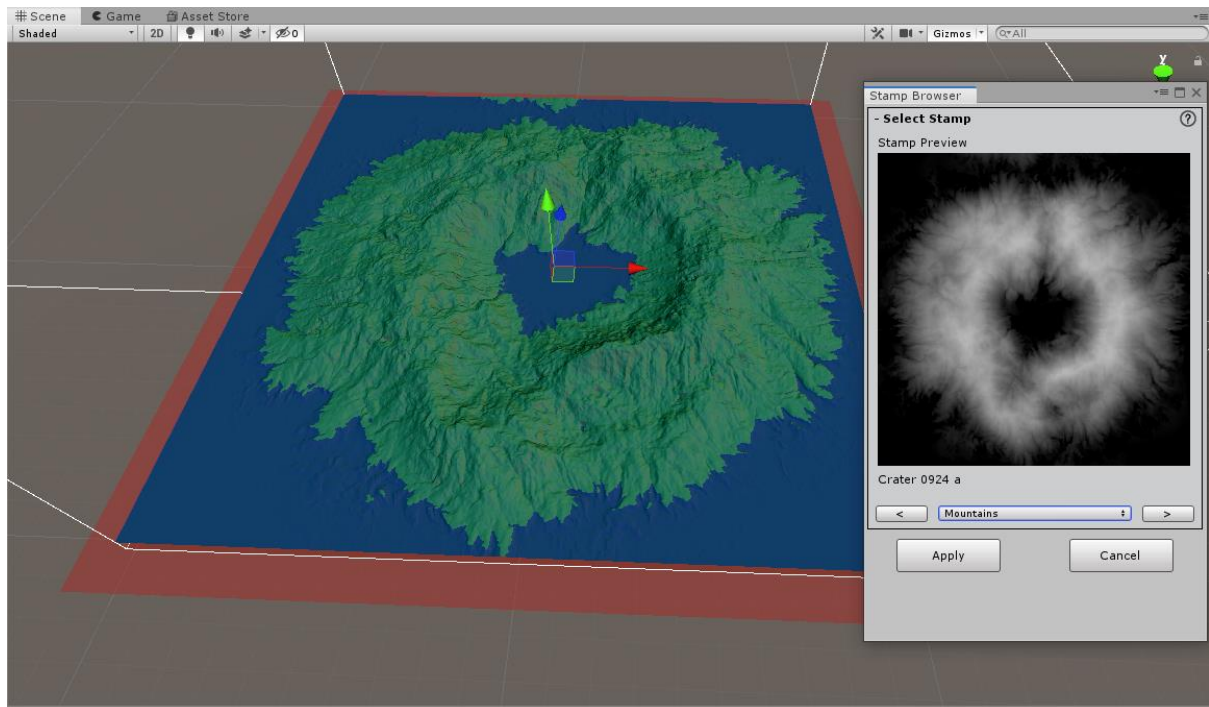 Scene Game Asset Store
Shaded 2D 0 Gizmos All
y
Stamp Browser
- Select Stamp ?
Stamp Preview
Crater 0924 a
< Mountains >
Apply Cancel